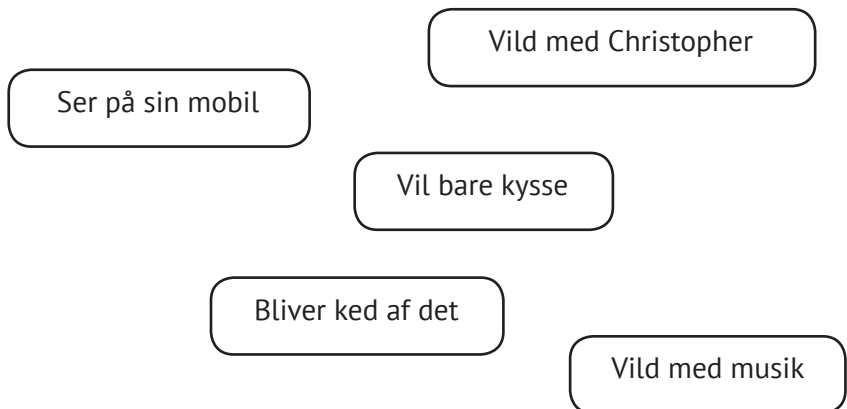 Vild med Christopher
Ser på sin mobil
Vil bare kysse
Bliver ked af det
Vild med musik